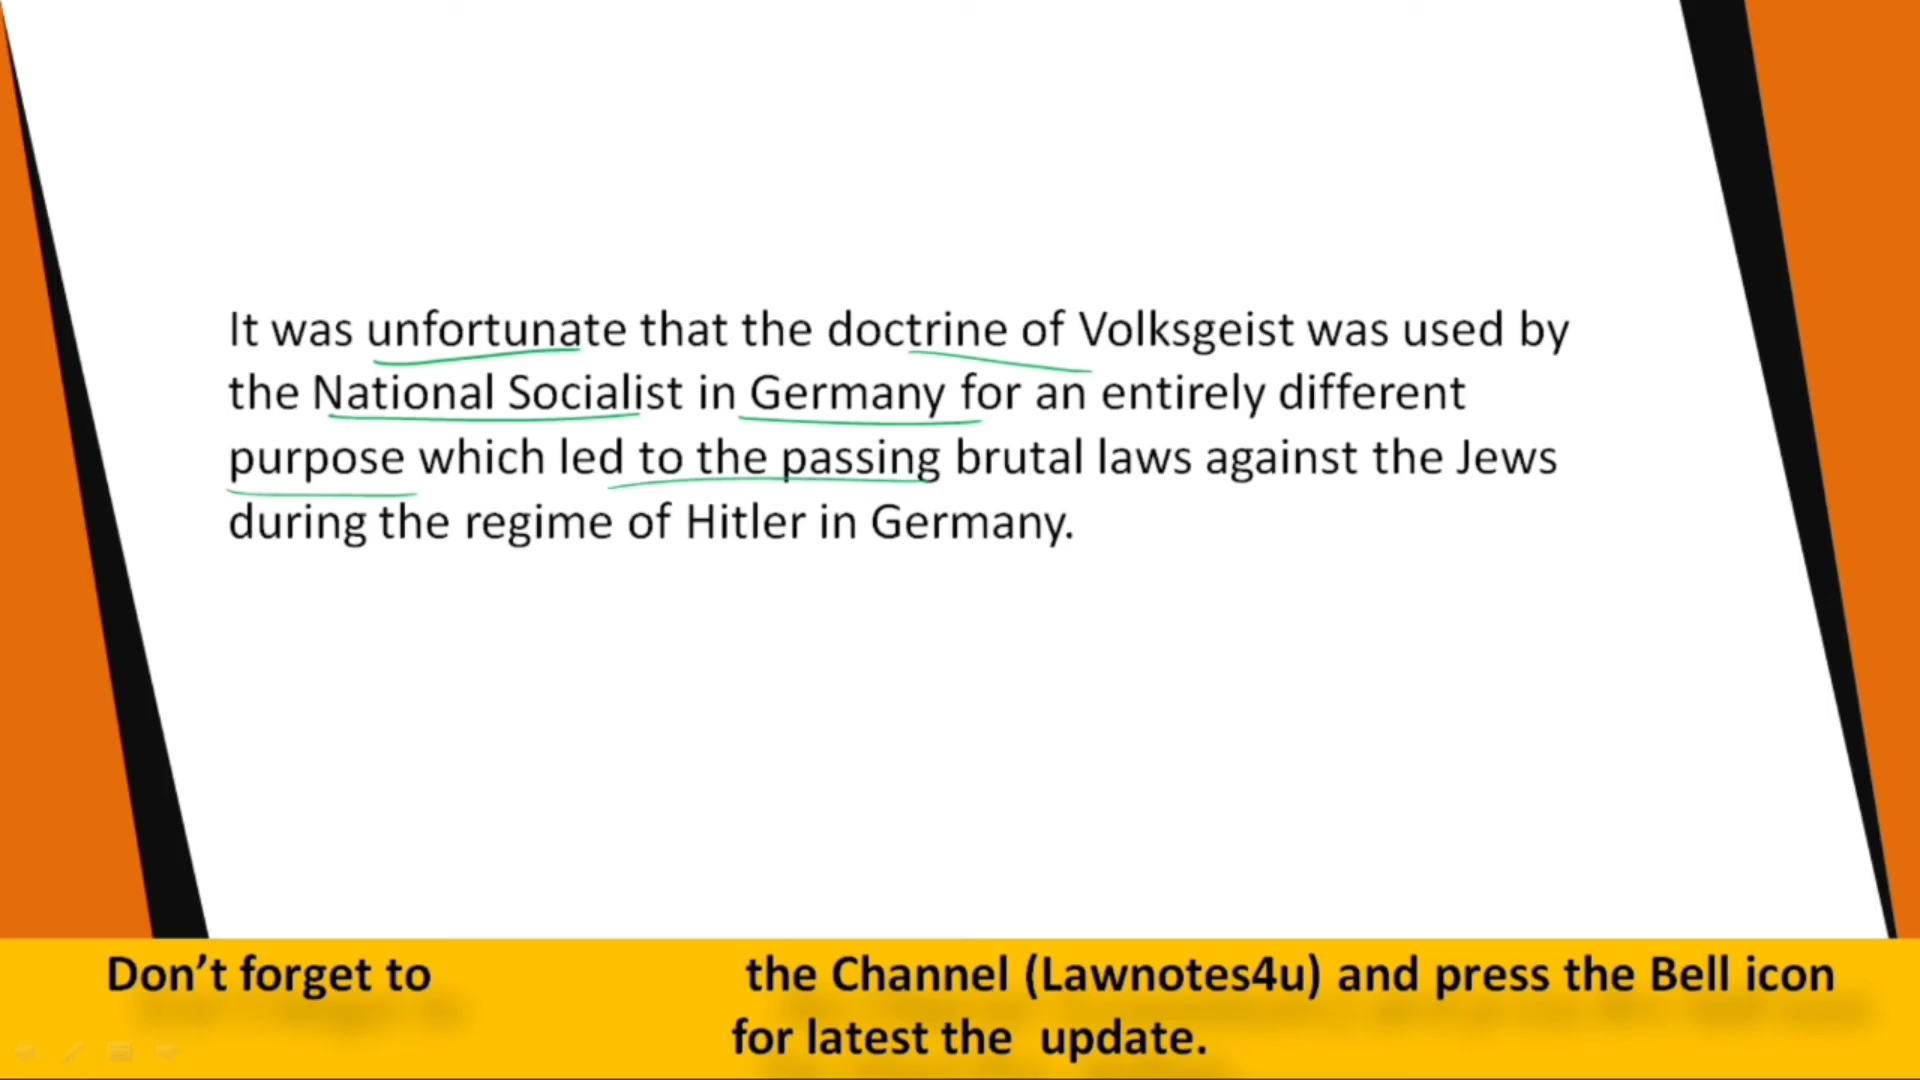 It was unfortunate that the doctrine of Volksgeist was used by
the National Socialist in Germany for an entirely different
purpose which led to the passing brutal laws against the Jews
during the regime of Hitler in Germany.
Don’t forget to the Channel (Lawnotes4u) and press the Bell icon
for latest the update.